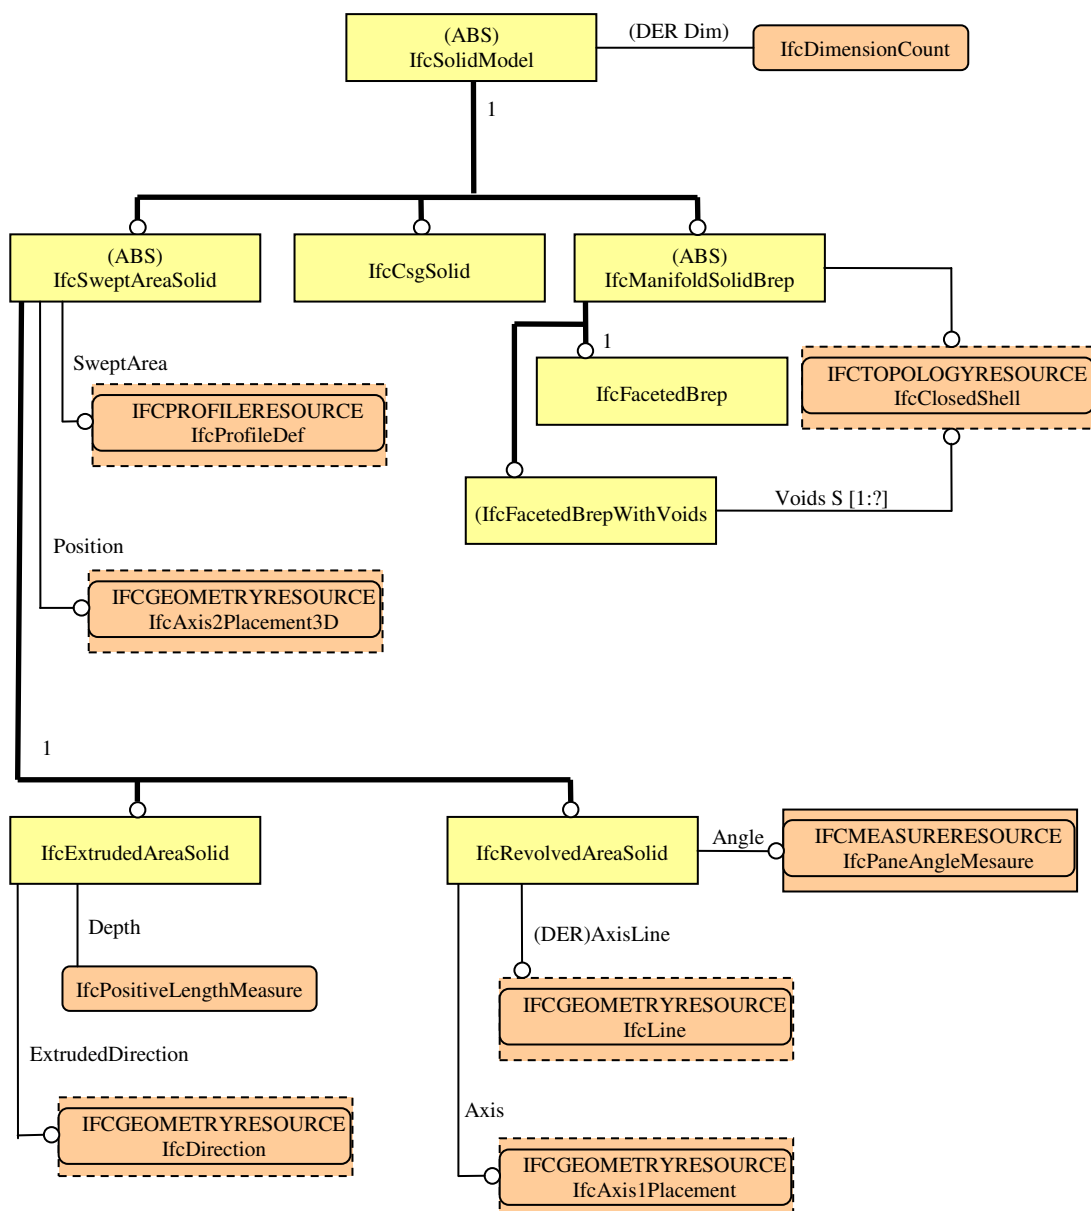 (ABS)
IfcSolidModel
(DER Dim)
IfcDimensionCount
1
(ABS)
IfcSweptAreaSolid
IfcCsgSolid
(ABS)
IfcManifoldSolidBrep
1
SweptArea
IFCPROFILERESOURCE
IfcProfileDef
IfcFacetedBrep
IFCTOPOLOGYRESOURCE
IfcClosedShell
(IfcFacetedBrepWithVoids
Voids S [1:?]
Position
IFCGEOMETRYRESOURCE
IfcAxis2Placement3D
1
IfcExtrudedAreaSolid
IfcRevolvedAreaSolid
Angle
IFCMEASURERESOURCE
IfcPaneAngleMesaure
Depth
(DER)AxisLine
IfcPositiveLengthMeasure
IFCGEOMETRYRESOURCE
IfcLine
ExtrudedDirection
IFCGEOMETRYRESOURCE
IfcDirection
Axis
IFCGEOMETRYRESOURCE
IfcAxis1Placement